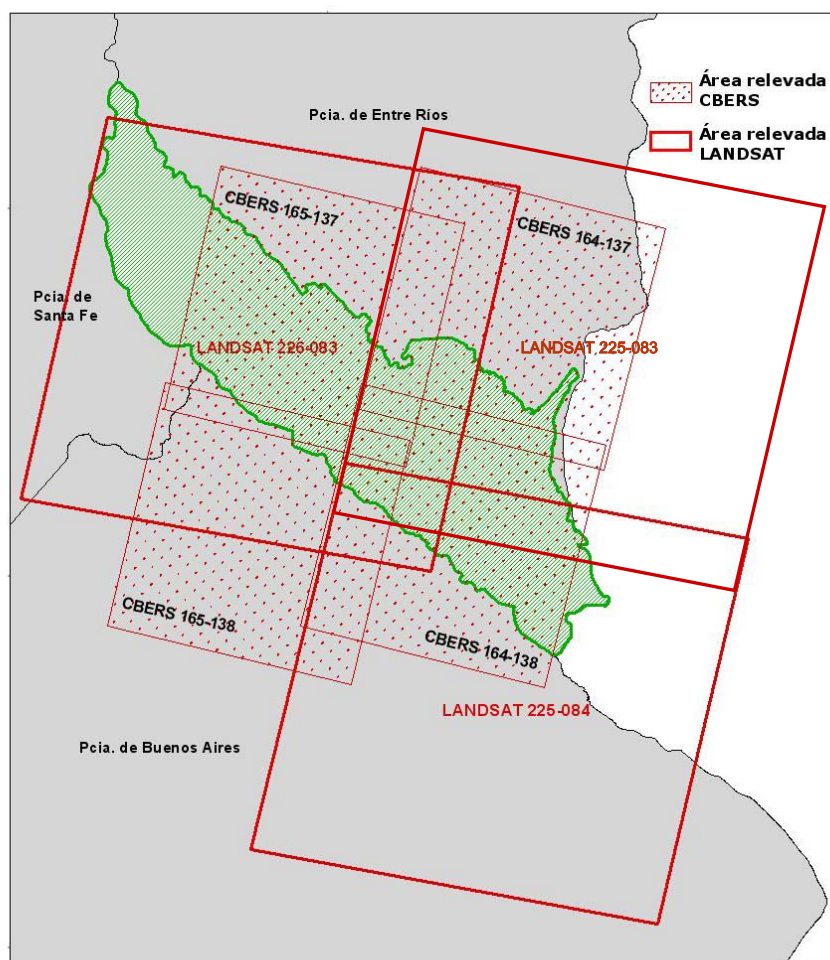 Área relevada
CBERS
Pcia. de Entre Ríos
Área relevada
LANDSAT
CBERS 165-137
CBERS 164-137
Pcia. de
Santa Fe
LANDSAT 226-083
LANDSAT 225-083
CBERS 165-138
CBERS 164-138
LANDSAT 225-084
Pcia. de Buenos Aires